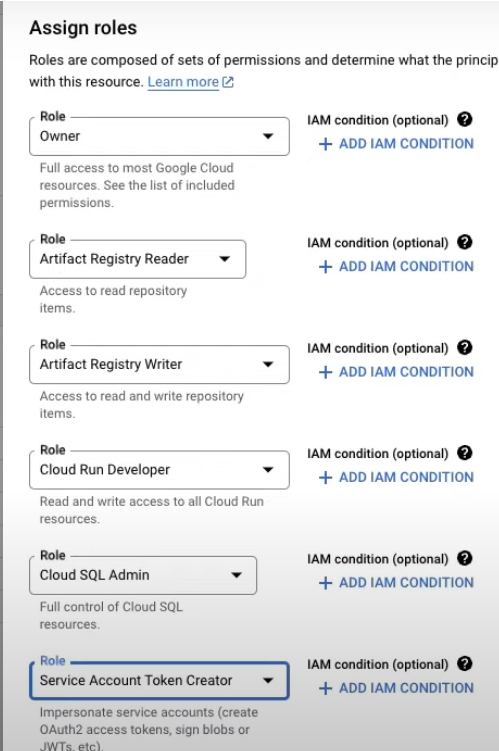 Assign roles
Roles are composed of sets of permissions and determine what the princip
with this resource. Learn more
Role
Owner
IAM condition (optional)
+ ADD IAM CONDITION
Full access to most Google Cloud
resources. See the list of included
permissions.
Role
Artifact Registry Reader
IAM condition (optional)
+ ADD IAM CONDITION
Access to read repository
items.
Role
Artifact Registry Writer
IAM condition (optional)
+ ADD IAM CONDITION
Access to read and write repository
items.
Role
Cloud Run Developer
IAM condition (optional)
+ ADD IAM CONDITION
Read and write access to all Cloud Run
resources.
Role
Cloud SQL Admin
IAM condition (optional)
+ ADD IAM CONDITION
Full control of Cloud SQL
resources.
Role
Service Account Token Creator
IAM condition (optional)
+ ADD IAM CONDITION
Impersonate service accounts (create
OAuth2 access tokens, sign blobs or
JWTs, etc).